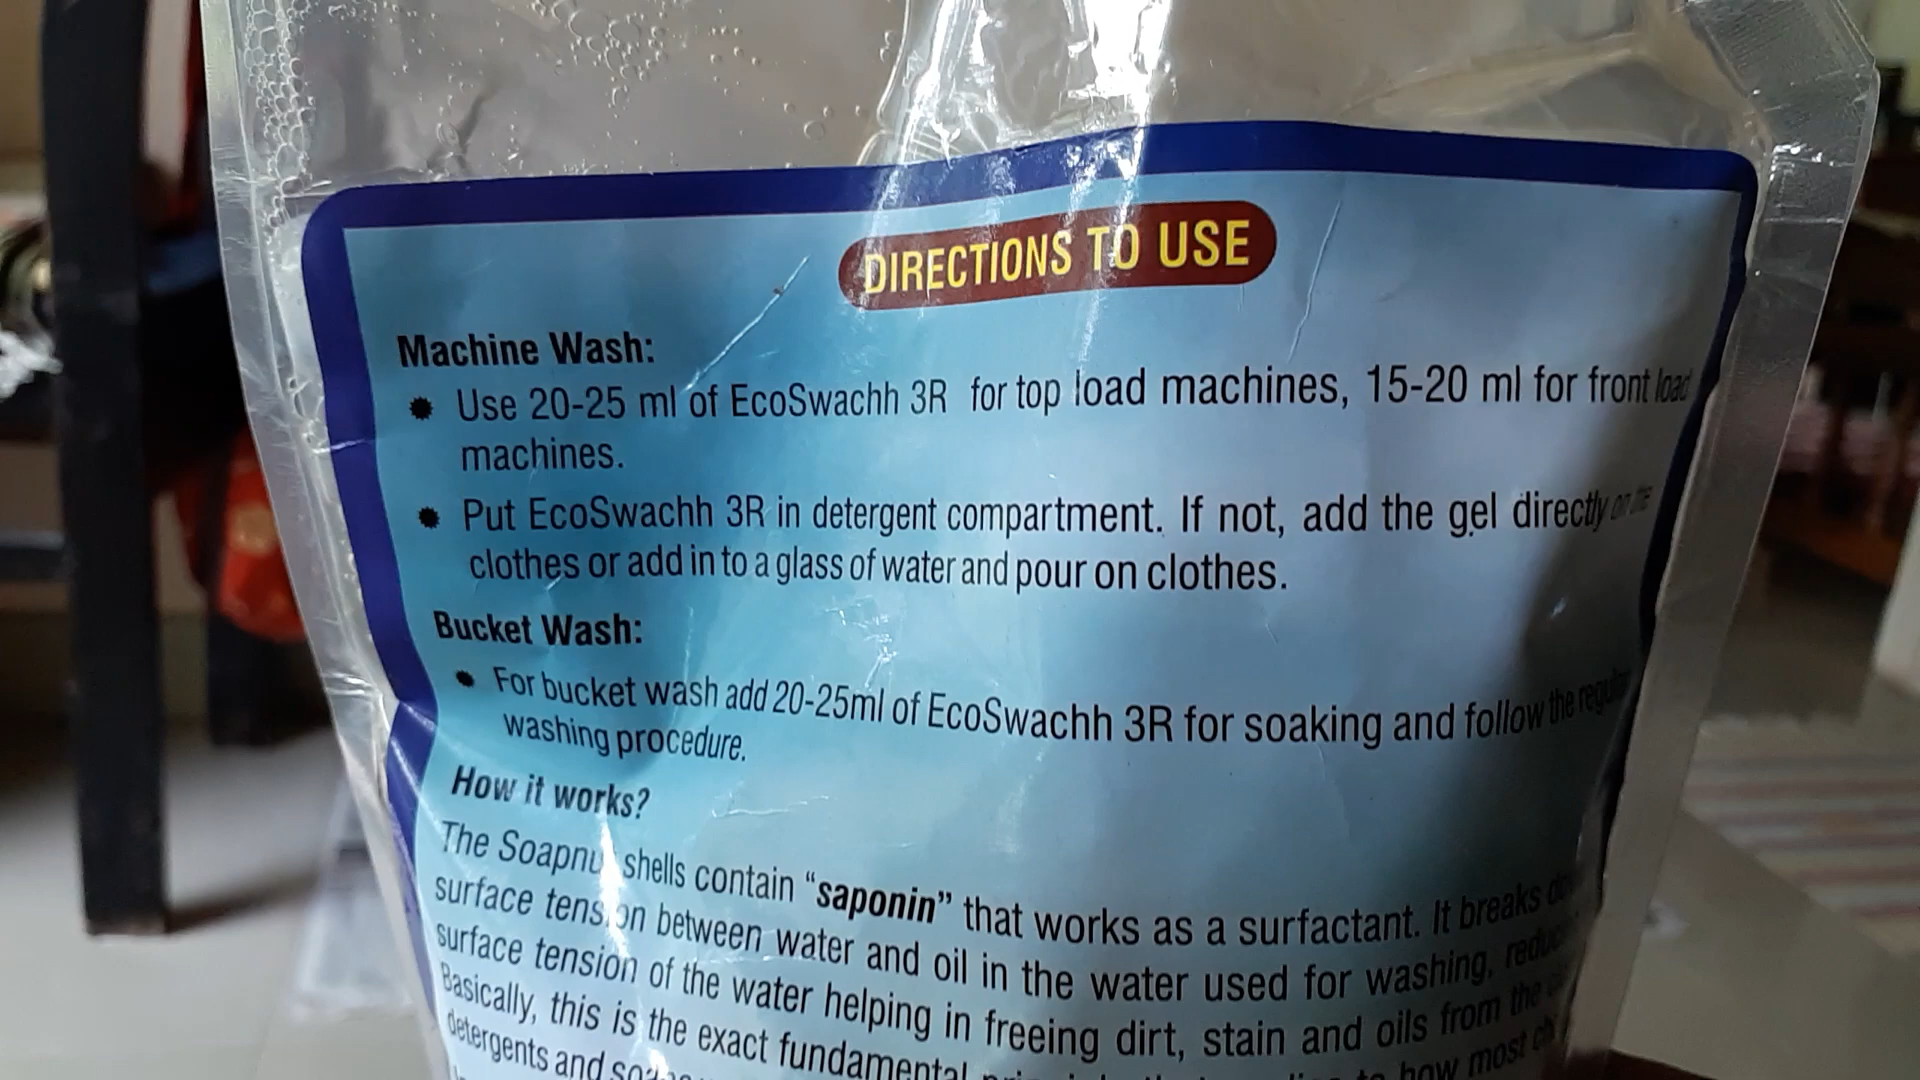 DIRECTIONS TO USE
Machine Wash:
Use 20-25 ml of EcoSwachh 3R for top load machines, 15-20 ml for front load
machines.
Put EcoSwachh 3R in detergent compartment. If not, add the gel directly on the
clothes or add in to a glass of water and pour on clothes.
Bucket Wash:
For bucket wash add 20-25ml of EcoSwachh 3R for soaking and follow the regular
washing procedure.
How it works?
The Soapnut shells contain “saponin” that works as a surfactant. It breaks
surface tension between water and oil in the water used for washing,
surface tension of the water helping in freeing dirt, stain and oils from the
Basically, this is the exact fundamental how most
detergents and